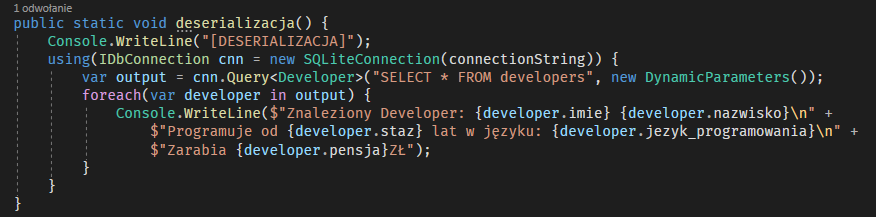 1 odwołanie
public static void deserializacja() {
    Console.WriteLine("[DESERIALIZACJA]");
    using(IDbConnection cnn = new SQLiteConnection(connectionString)) {
        var output = cnn.Query<Developer>("SELECT * FROM developers", new DynamicParameters());
        foreach(var developer in output) {
            Console.WriteLine($"Znaleziony Developer: {developer.imie} {developer.nazwisko}\n" +
                $"Programuje od {developer.staz} lat w języku: {developer.jezyk_programowania}\n" +
                $"Zarabia {developer.pensja}ZŁ");
        }
    }
}